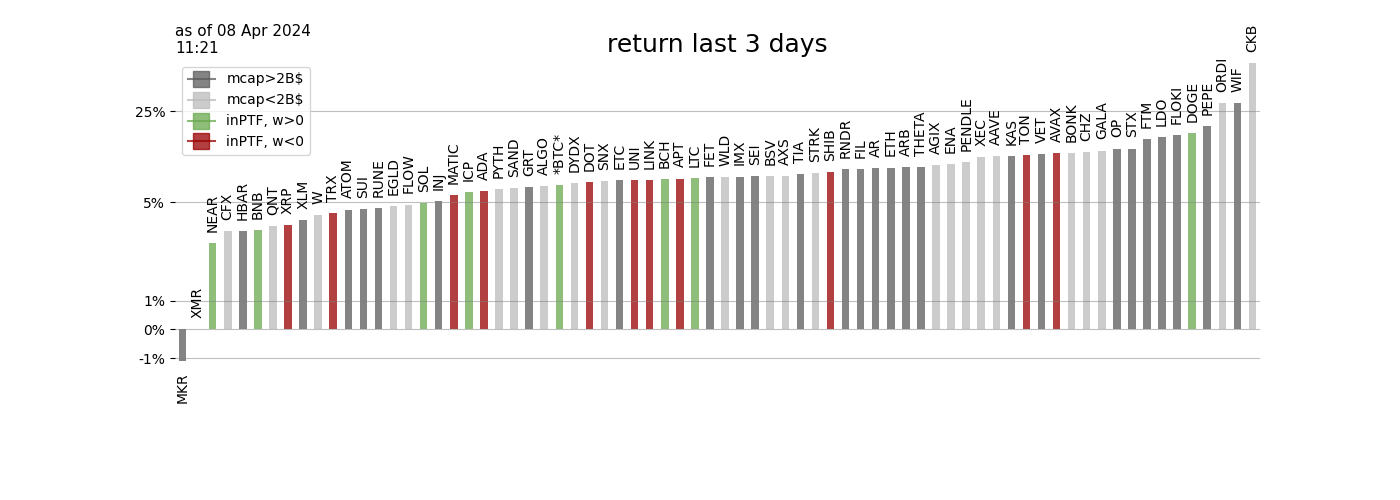 as of 08 Apr 2024
11:21
return last 3 days
mcap>2B$
mcap<2B$
inPTF, w>0
inPTF, w<0
25%
5%
1%
0%
-1%
MKR
XMR
NEAR
CFX
HBAR
BNB
QNT
XRP
XLM
W
TRX
ATOM
SUI
RUNE
EGLD
FLOW
SOL
INJ
MATIC
ICP
ADA
PYTH
SAND
GRT
ALGO
*BTC*
DYDX
DOT
SNX
ETC
UNI
LINK
BCH
APT
LTC
FET
WLD
IMX
SEI
BSV
AXS
TIA
STRK
SHIB
RNDR
FIL
AR
ETH
ARB
THETA
AGIX
ENA
PENDLE
XEC
AAVE
KAS
TON
VET
AVAX
BONK
CHZ
GALA
OP
STX
FTM
LDO
FLOKI
DOGE
PEPE
ORDI
WIF
CKB